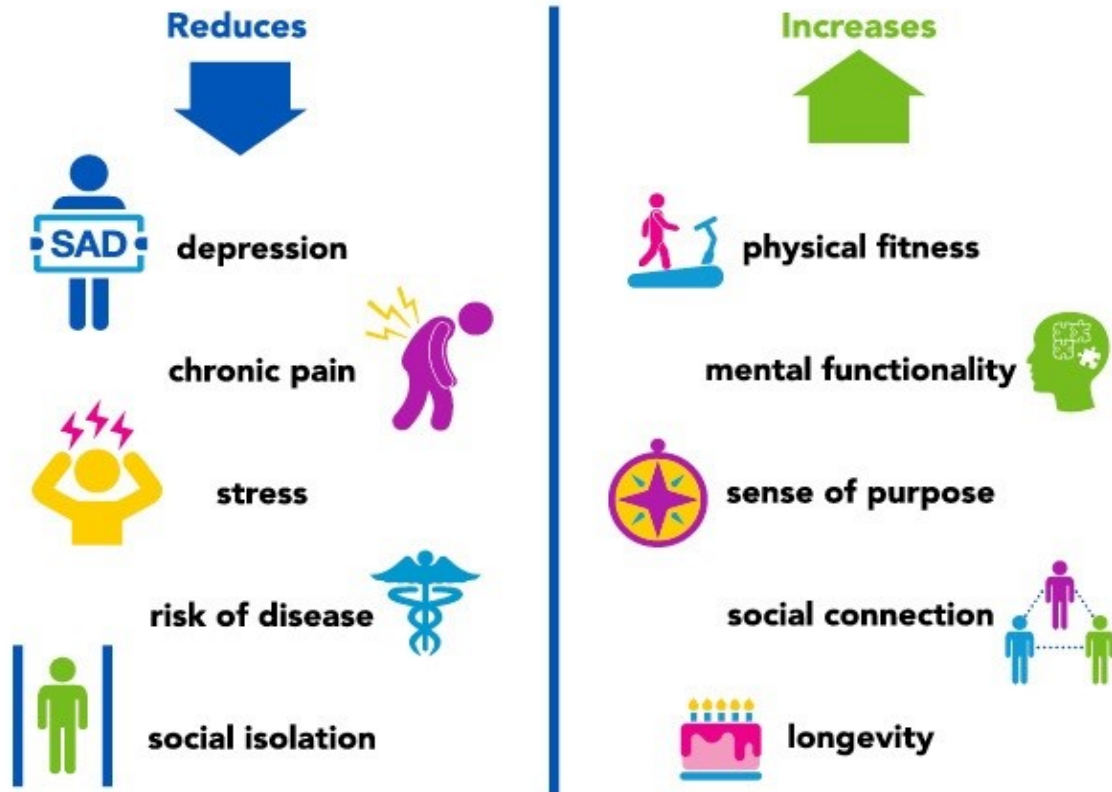 Reduces
SAD
depression
chronic pain
stress
risk of disease
social isolation
Increases
physical fitness
mental functionality
sense of purpose
social connection
longevity